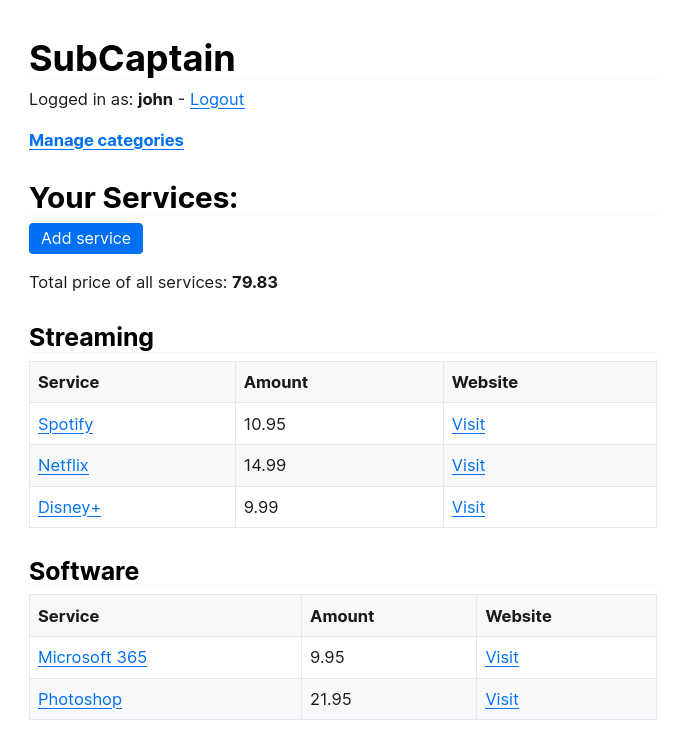 SubCaptain
Logged in as: john - Logout
Manage categories
Your Services:
Add service
Total price of all services: 79.83
Streaming
Service Amount Website
Spotify 10.95 Visit
Netflix 14.99 Visit
Disney+ 9.99 Visit
Software
Service Amount Website
Microsoft 365 9.95 Visit
Photoshop 21.95 Visit